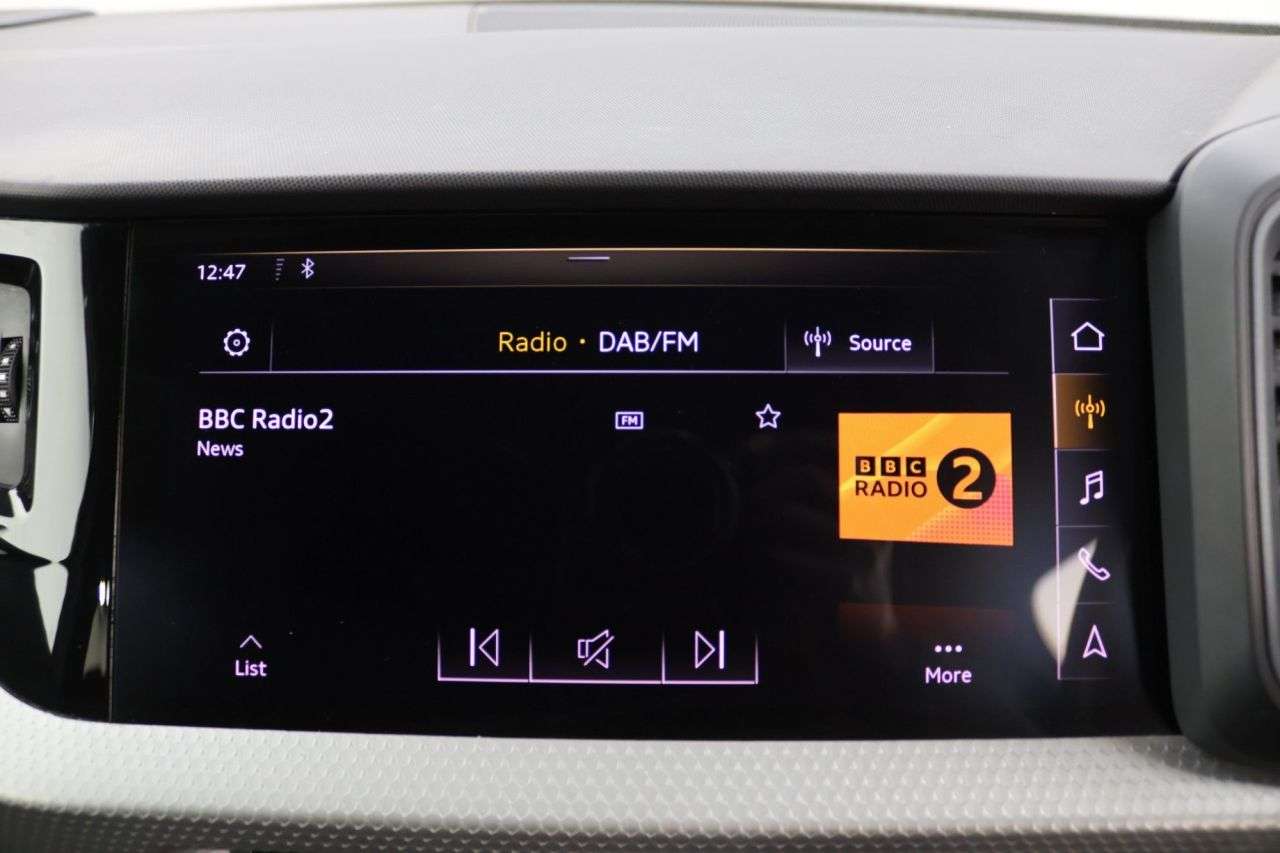 12:47
Radio · DAB/FM
Source
BBC Radio2
FM
News
BBC
RADIO 2
List
More